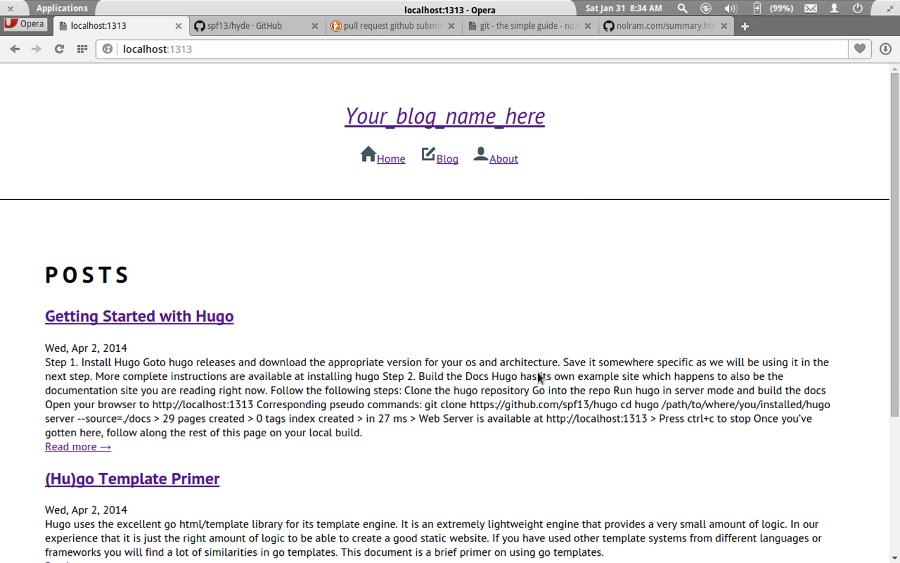 Applications
localhost:1313 - Opera
Sat Jan 31 8:34 AM
(99%)
Opera
localhost:1313
spf13/hyde · GitHub
pull request github subm
git - the simple guide - no
nolram.com/summary.ht
localhost:1313
Your_blog_name_here
Home
Blog
About
POSTS
Getting Started with Hugo
Wed, Apr 2, 2014
Step 1. Install Hugo Goto hugo releases and download the appropriate version for your os and architecture. Save it somewhere specific as we will be using it in the
next step. More complete instructions are available at installing hugo Step 2. Build the Docs Hugo has its own example site which happens to also be the
documentation site you are reading right now. Follow the following steps: Clone the hugo repository Go into the repo Run hugo in server mode and build the docs
Open your browser to http://localhost:1313 Corresponding pseudo commands: git clone https://github.com/spf13/hugo cd hugo /path/to/where/you/installed/hugo
server --source=./docs > 29 pages created > 0 tags index created > in 27 ms > Web Server is available at http://localhost:1313 > Press ctrl+c to stop Once you've
gotten here, follow along the rest of this page on your local build.
Read more →
(Hu)go Template Primer
Wed, Apr 2, 2014
Hugo uses the excellent go html/template library for its template engine. It is an extremely lightweight engine that provides a very small amount of logic. In our
experience that it is just the right amount of logic to be able to create a good static website. If you have used other template systems from different languages or
frameworks you will find a lot of similarities in go templates. This document is a brief primer on using go templates.